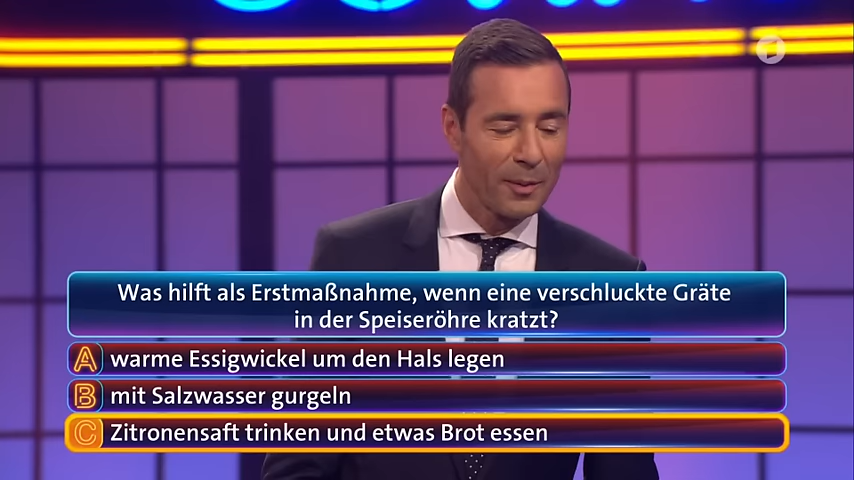 Was hilft als Erstmaßnahme, wenn eine verschluckte Gräte
in der Speiseröhre kratzt?
A warme Essigwickel um den Hals legen
B mit Salzwasser gurgeln
C Zitronensaft trinken und etwas Brot essen